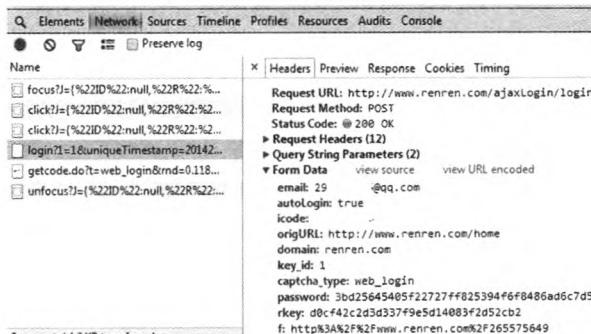 Elements Network Sources Timeline Profiles Resources Audits Console
Preserve log
Name
× Headers Preview Response Cookies Timing
focus?J={%22ID%22:null,%22R%22:%...
click?J={%22ID%22:null,%22R%22:...
click?J={%22ID%22:null,%22R%22:...
login?1=1&uniqueTimestamp=20142...
getcode.do?t=web_login&rnd=0.118...
unfocus?J={%22ID%22:null,%22R%22:...
Request URL: http://www.renren.com/ajaxLogin/login
Request Method: POST
Status Code: 200 OK
▶ Request Headers (12)
▶ Query String Parameters (2)
▼ Form Data view source view URL encoded
email: 29 @qq.com
autoLogin: true
icode:
origURL: http://www.renren.com/home
domain: renren.com
key_id: 1
captcha_type: web_login
password: 3bd25645405f22727ff825394f6f8486ad6c7d5
rkey: d0cf42c2d3d337f9e5d14083f2d52cb2
f: http%3A%2F%2Fwww.renren.com%2F265575649